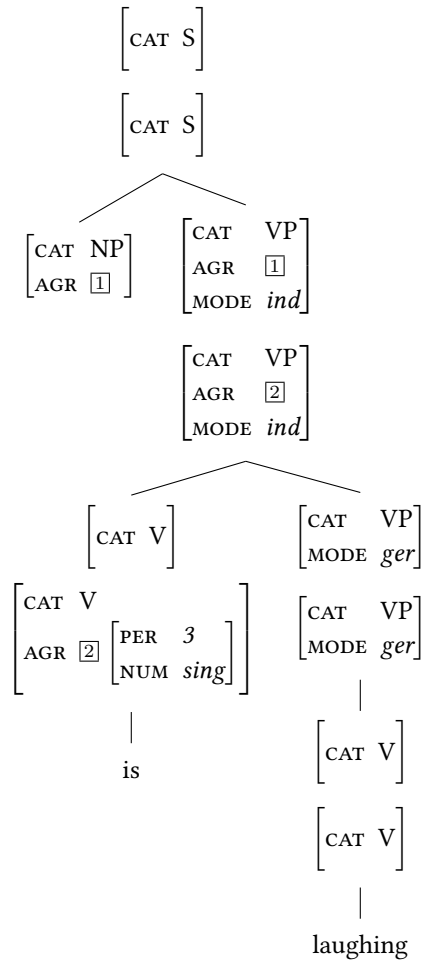 CAT S
CAT S
CAT NP
AGR 1
CAT VP
AGR 1
MODE ind
CAT VP
AGR 2
MODE ind
CAT V
CAT VP
MODE ger
CAT V
AGR 2 PER 3
NUM sing
CAT VP
MODE ger
is
CAT V
CAT V
laughing